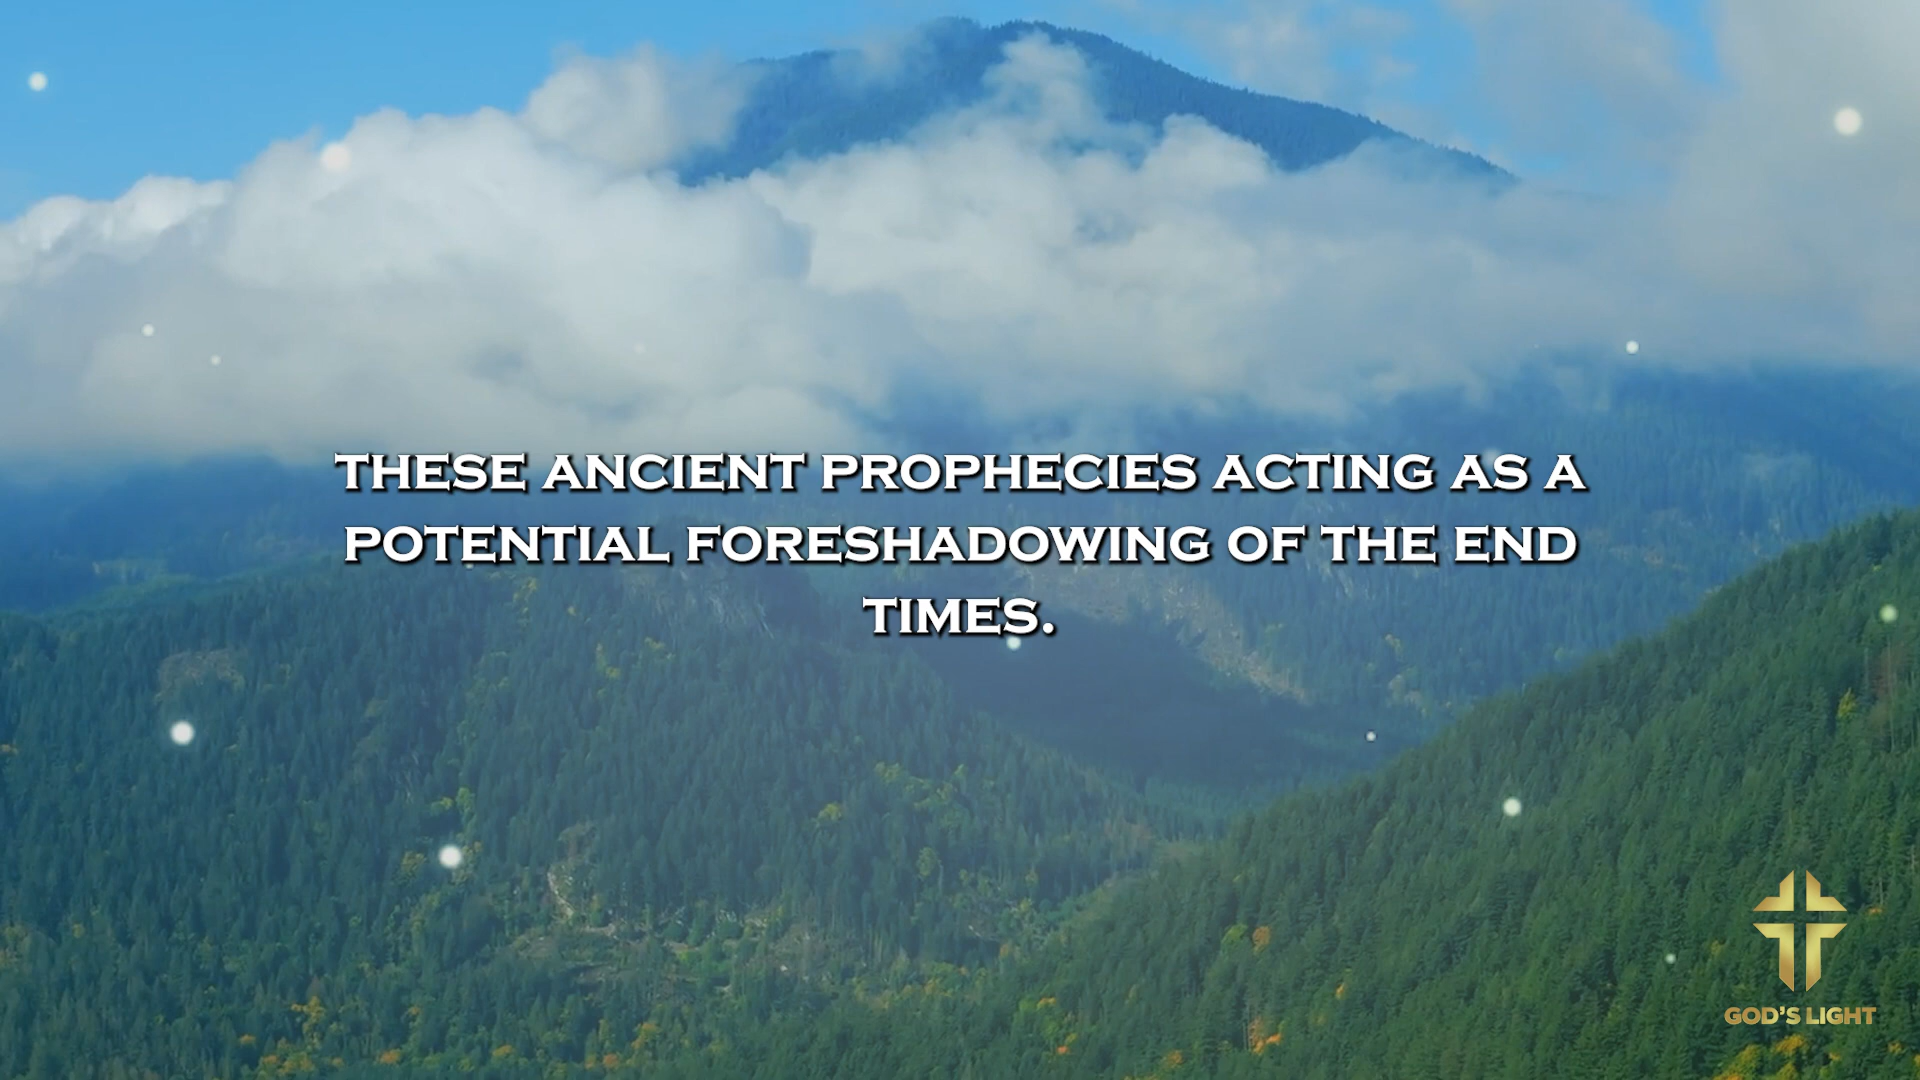 THESE ANCIENT PROPHECIES ACTING AS A
POTENTIAL FORESHADOWING OF THE END
TIMES.
GOD'S LIGHT